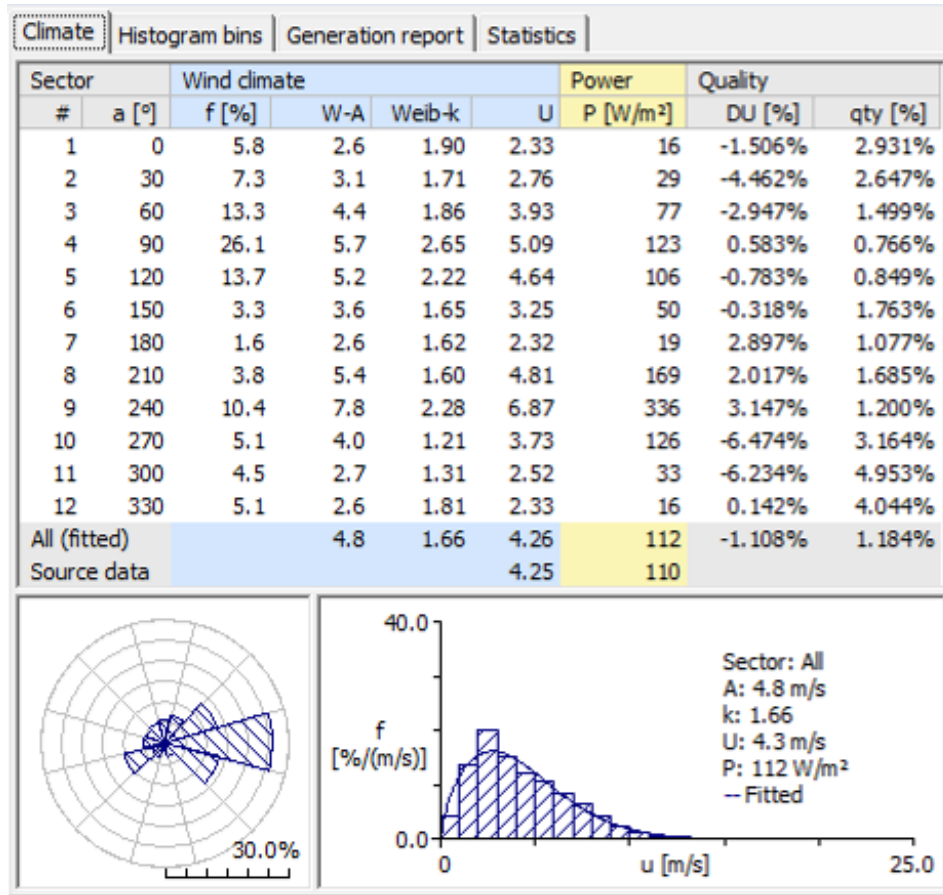 Climate Histogram bins Generation report Statistics
Sector Wind climate Power Quality
# a [°] f [%] W-A Weib-k U P [W/m²] DU [%] qty [%]
1 0 5.8 2.6 1.90 2.33 16 -1.506% 2.931%
2 30 7.3 3.1 1.71 2.76 29 -4.462% 2.647%
3 60 13.3 4.4 1.86 3.93 77 -2.947% 1.499%
4 90 26.1 5.7 2.65 5.09 123 0.583% 0.766%
5 120 13.7 5.2 2.22 4.64 106 -0.783% 0.849%
6 150 3.3 3.6 1.65 3.25 50 -0.318% 1.763%
7 180 1.6 2.6 1.62 2.32 19 2.897% 1.077%
8 210 3.8 5.4 1.60 4.81 169 2.017% 1.685%
9 240 10.4 7.8 2.28 6.87 336 3.147% 1.200%
10 270 5.1 4.0 1.21 3.73 126 -6.474% 3.164%
11 300 4.5 2.7 1.31 2.52 33 -6.234% 4.953%
12 330 5.1 2.6 1.81 2.33 16 0.142% 4.044%
All (fitted) 4.8 1.66 4.26 112 -1.108% 1.184%
Source data 4.25 110
30.0%
40.0
f
[%/(m/s)]
0.0
Sector: All
A: 4.8 m/s
k: 1.66
U: 4.3 m/s
P: 112 W/m²
-- Fitted
0 u [m/s] 25.0